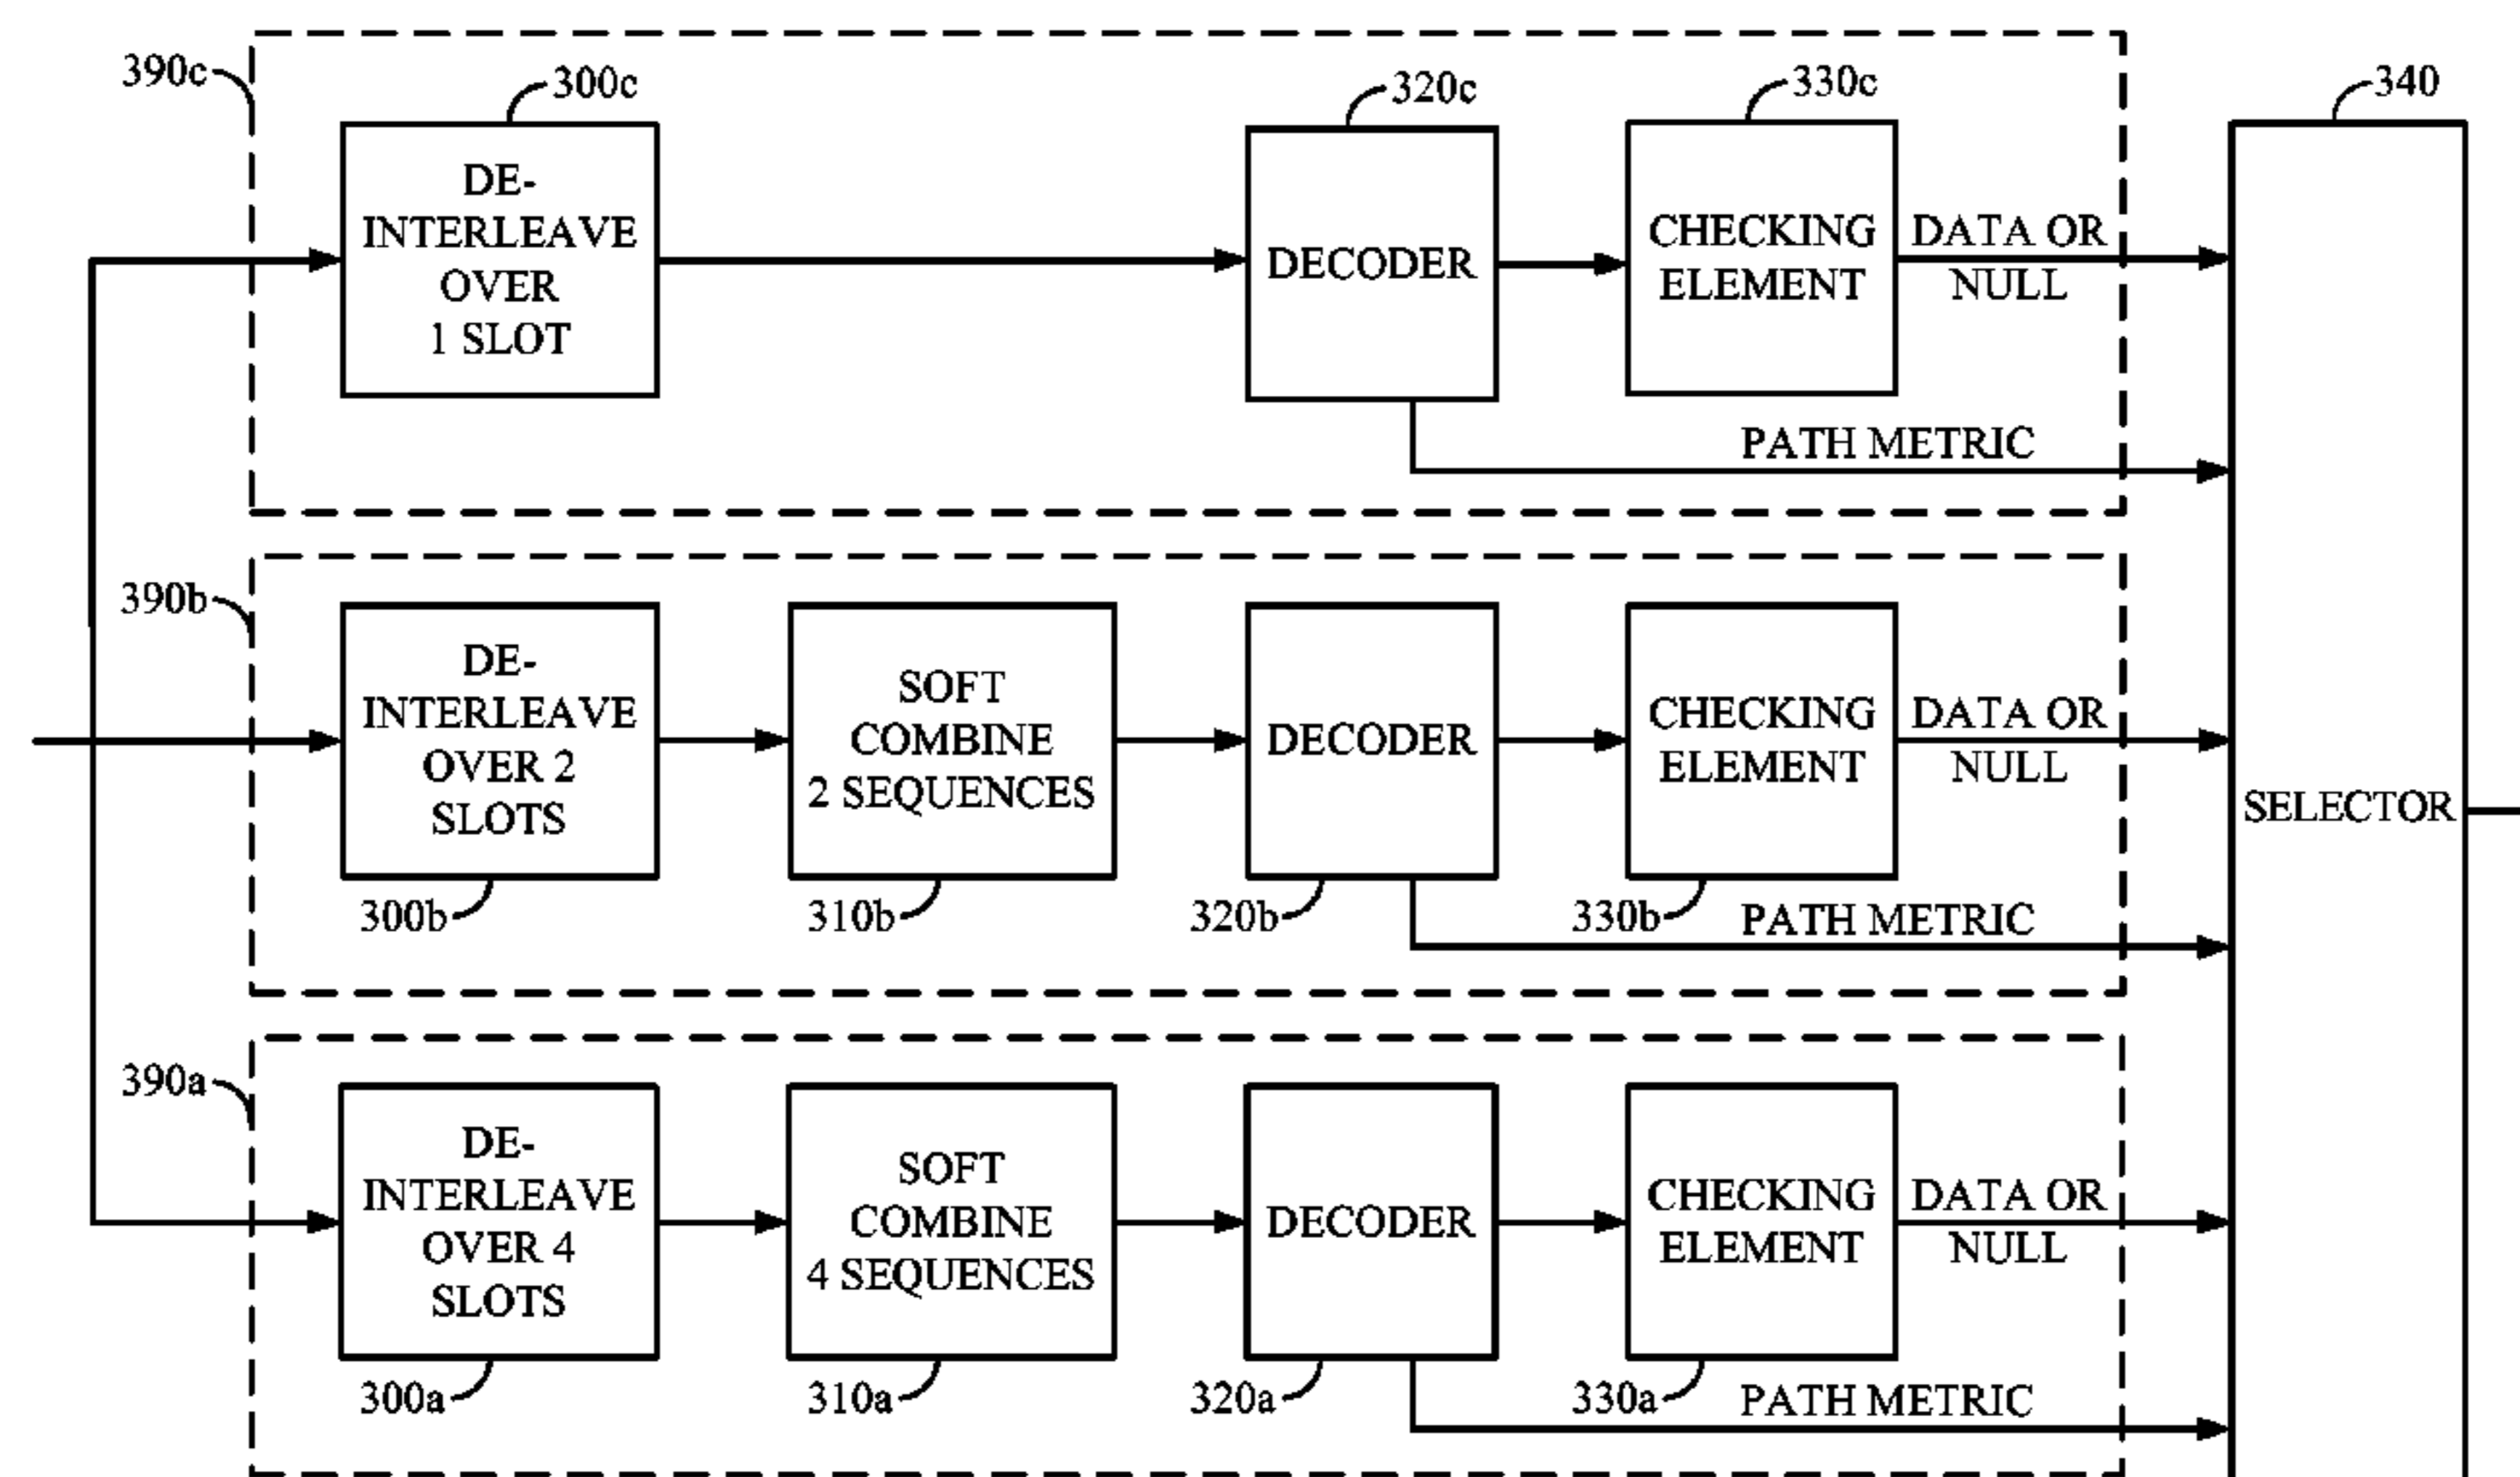 390c
300c
320c
330c
340
DE-
INTERLEAVE
OVER
1 SLOT
DECODER
CHECKING
ELEMENT
DATA OR
NULL
PATH METRIC
390b
DE-
INTERLEAVE
OVER 2
SLOTS
SOFT
COMBINE
2 SEQUENCES
DECODER
CHECKING
ELEMENT
DATA OR
NULL
SELECTOR
300b
310b
320b
330b
PATH METRIC
390a
DE-
INTERLEAVE
OVER 4
SLOTS
SOFT
COMBINE
4 SEQUENCES
DECODER
CHECKING
ELEMENT
DATA OR
NULL
300a
310a
320a
330a
PATH METRIC